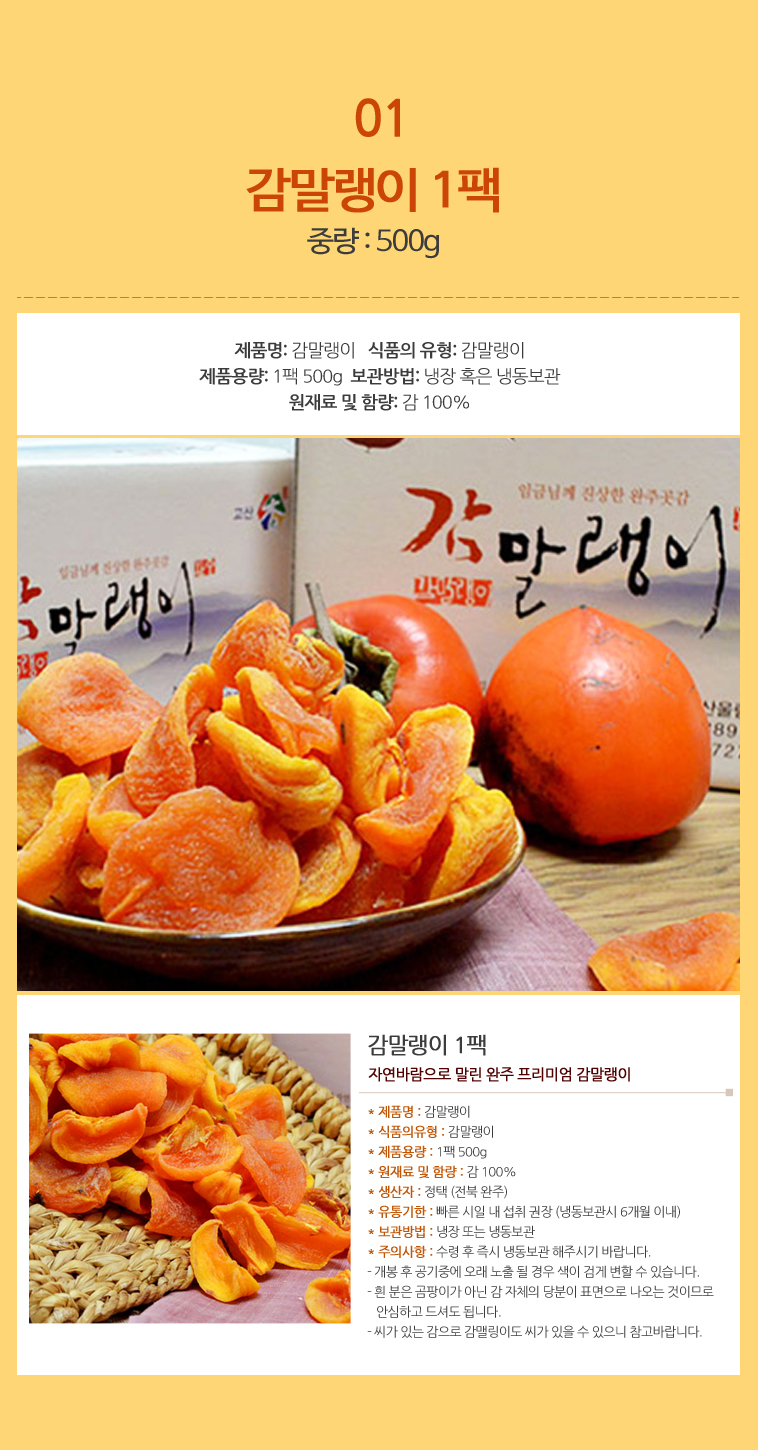 01
감말랭이 1팩
중량 : 500g
제품명: 감말랭이 식품의 유형: 감말랭이
제품용량: 1팩 500g 보관방법: 냉장 혹은 냉동보관
원재료 및 함량: 감 100%
임금님께 진상한 완주곶감
고산
감말랭이
감말랭이
임금님께 진상한 완주곶감
감말랭이
산울림
89
727
감말랭이 1팩
자연바람으로 말린 완주 프리미엄 감말랭이
* 제품명 : 감말랭이
* 식품의유형 : 감말랭이
* 제품용량 : 1팩 500g
* 원재료 및 함량 : 감 100%
* 생산자 : 정택 (전북 완주)
* 유통기한 : 빠른 시일 내 섭취 권장 (냉동보관시 6개월 이내)
* 보관방법 : 냉장 또는 냉동보관
* 주의사항 : 수령 후 즉시 냉동보관 해주시기 바랍니다.
- 개봉 후 공기중에 오래 노출 될 경우 색이 검게 변할 수 있습니다.
- 흰 분은 곰팡이가 아닌 감 자체의 당분이 표면으로 나오는 것이므로
안심하고 드셔도 됩니다.
- 씨가 있는 감으로 감맬링이도 씨가 있을 수 있으니 참고바랍니다.